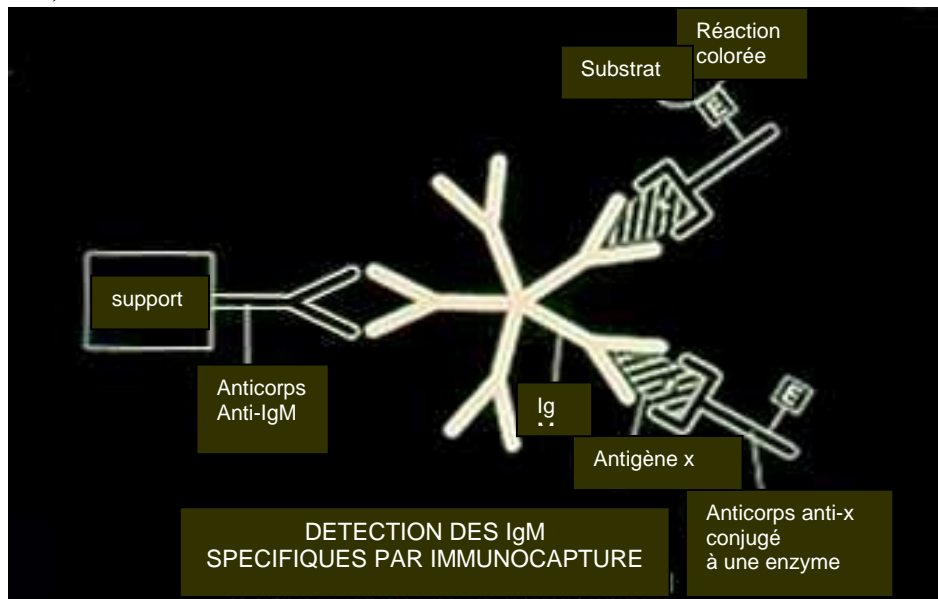 Réaction
colorée
Substrat
E
support
Anticorps
Anti-IgM
Ig
E
Antigène x
DETECTION DES IgM
SPECIFIQUES PAR IMMUNOCAPTURE
Anticorps anti-x
conjugé
à une enzyme